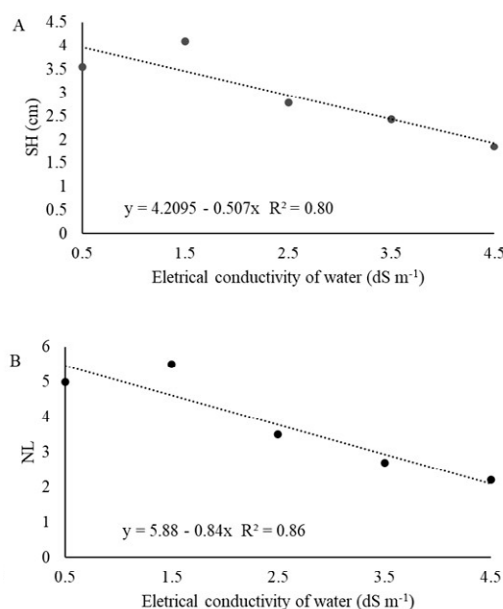 A
4.5
4
3.5
3
2.5
2
1.5
1
0.5
0
SH (cm)
y = 4.2095 - 0.507x R² = 0.80
0.5 1.5 2.5 3.5 4.5
Eletrical conductivity of water (dS m⁻¹)
B
6
5
4
3
2
1
0
NL
y = 5.88 - 0.84x R² = 0.86
0.5 1.5 2.5 3.5 4.5
Eletrical conductivity of water (dS m⁻¹)